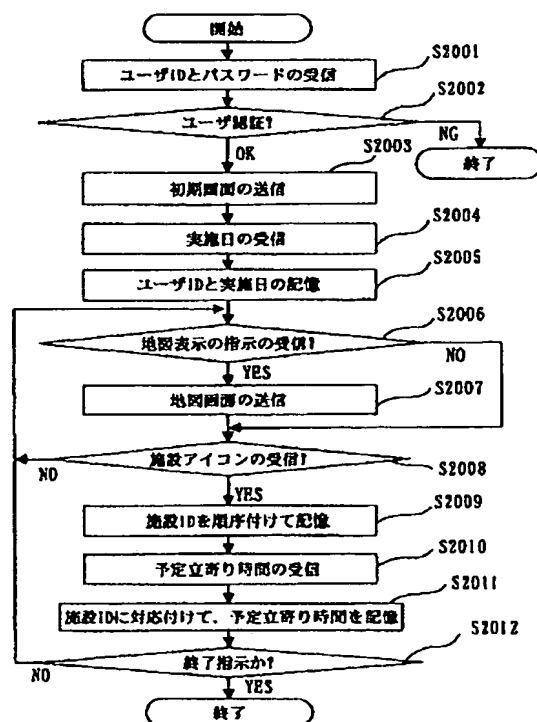 開始
S2001
ユーザIDとパスワードの受信
S2002
ユーザ認証?
NG
終了
OK
S2003
初期画面の送信
S2004
実施日の受信
S2005
ユーザIDと実施日の記憶
S2006
地図表示の指示の受信?
NO
YES
S2007
地図画面の送信
施設アイコンの受信?
S2008
NO
YES
S2009
施設IDを順序付けて記憶
S2010
予定立寄り時間の受信
S2011
施設IDに対応付けて、予定立寄り時間を記憶
S2012
終了指示か?
NO
YES
終了